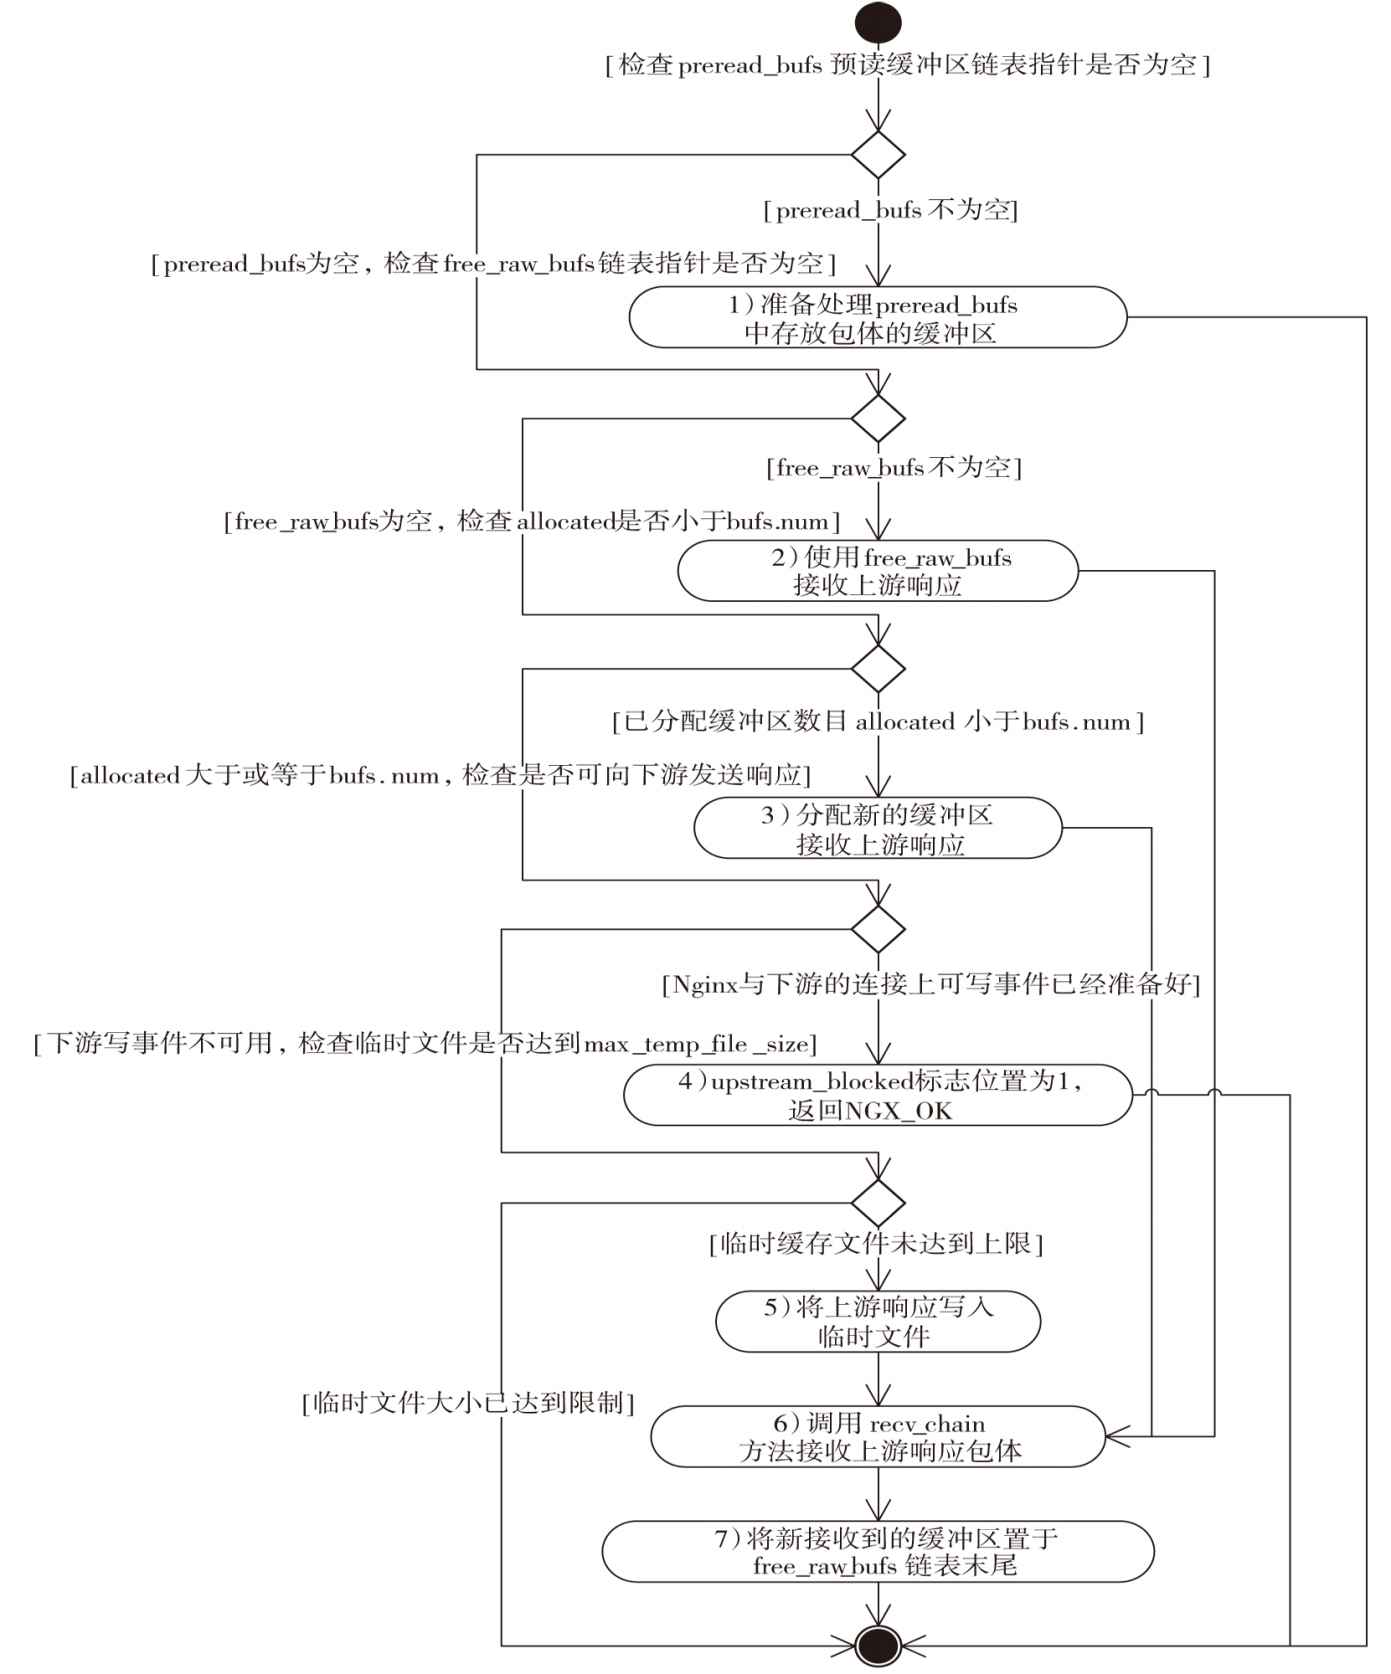 [检查preread_bufs 预读缓冲区链表指针是否为空]
[preread_bufs 不为空]
[preread_bufs为空, 检查free_raw_bufs链表指针是否为空]
1)准备处理preread_bufs
中存放包体的缓冲区
[free_raw_bufs不为空]
[free_raw_bufs为空, 检查allocated是否小于bufs.num]
2)使用free_raw_bufs
接收上游响应
[已分配缓冲区数目 allocated 小于bufs.num]
[allocated大于或等于bufs.num, 检查是否可向下游发送响应]
3)分配新的缓冲区
接收上游响应
[Nginx与下游的连接上可写事件已经准备好]
[下游写事件不可用, 检查临时文件是否达到max_temp_file_size]
4)upstream_blocked标志位置为1,
返回NGX_OK
[临时缓存文件未达到上限]
5)将上游响应写入
临时文件
[临时文件大小已达到限制]
6)调用 recv_chain
方法接收上游响应包体
7)将新接收到的缓冲区置于
free_raw_bufs 链表末尾